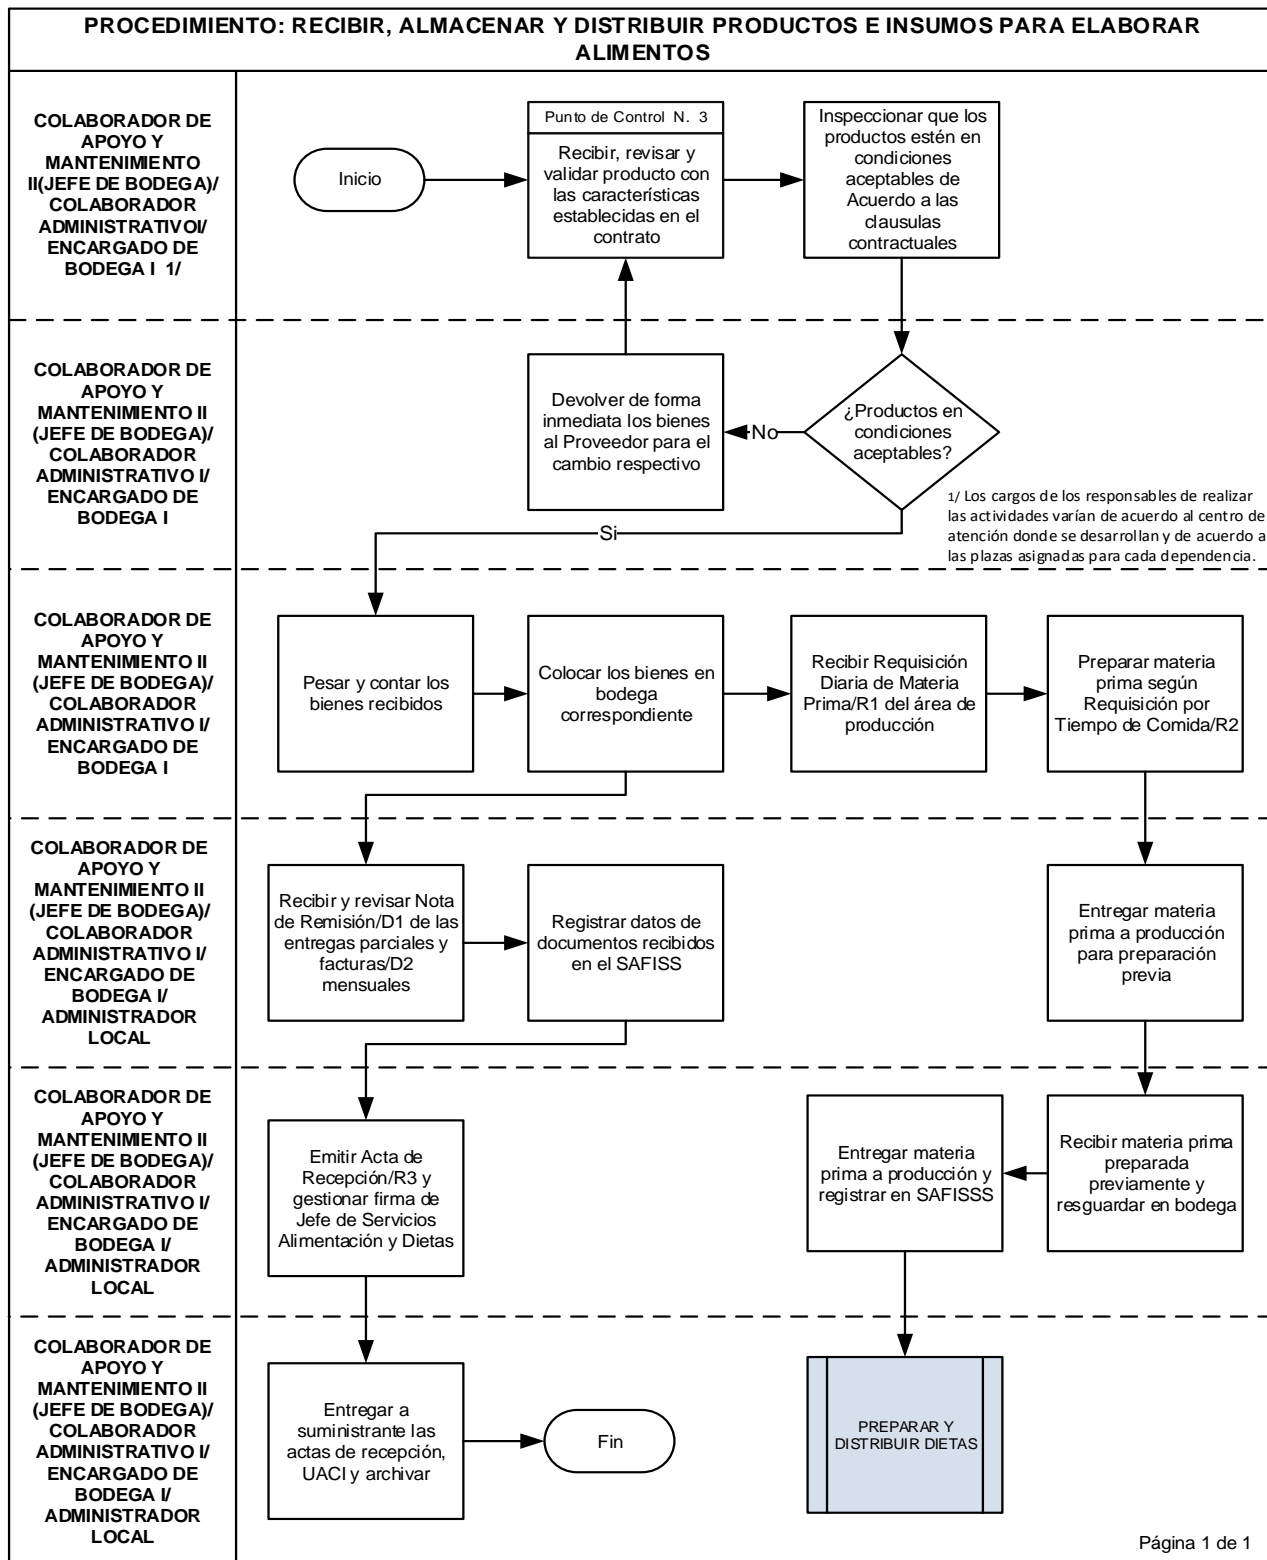 PROCEDIMIENTO: RECIBIR, ALMACENAR Y DISTRIBUIR PRODUCTOS E INSUMOS PARA ELABORAR
ALIMENTOS
COLABORADOR DE
APOYO Y
MANTENIMIENTO
II(JEFE DE BODEGA)/
COLABORADOR
ADMINISTRATIVOI/
ENCARGADO DE
BODEGA I 1/
Inicio
Punto de Control N. 3
Recibir, revisar y
validar producto con
las características
establecidas en el
contrato
Inspeccionar que los
productos estén en
condiciones
aceptables de
Acuerdo a las
clausulas
contractuales
COLABORADOR DE
APOYO Y
MANTENIMIENTO II
(JEFE DE BODEGA)/
COLABORADOR
ADMINISTRATIVO I/
ENCARGADO DE
BODEGA I
Devolver de forma
inmediata los bienes
al Proveedor para el
cambio respectivo
No
¿Productos en
condiciones
aceptables?
Si
1/ Los cargos de los responsables de realizar
las actividades varían de acuerdo al centro de
atención donde se desarrollan y de acuerdo a
las plazas asignadas para cada dependencia.
COLABORADOR DE
APOYO Y
MANTENIMIENTO II
(JEFE DE BODEGA)/
COLABORADOR
ADMINISTRATIVO I/
ENCARGADO DE
BODEGA I
Pesar y contar los
bienes recibidos
Colocar los bienes en
bodega
correspondiente
Recibir Requisición
Diaria de Materia
Prima/R1 del área de
producción
Preparar materia
prima según
Requisición por
Tiempo de Comida/R2
COLABORADOR DE
APOYO Y
MANTENIMIENTO II
(JEFE DE BODEGA)/
COLABORADOR
ADMINISTRATIVO I/
ENCARGADO DE
BODEGA I/
ADMINISTRADOR
LOCAL
Recibir y revisar Nota
de Remisión/D1 de las
entregas parciales y
facturas/D2
mensuales
Registrar datos de
documentos recibidos
en el SAFISS
Entregar materia
prima a producción
para preparación
previa
COLABORADOR DE
APOYO Y
MANTENIMIENTO II
(JEFE DE BODEGA)/
COLABORADOR
ADMINISTRATIVO I/
ENCARGADO DE
BODEGA I/
ADMINISTRADOR
LOCAL
Emitir Acta de
Recepción/R3 y
gestionar firma de
Jefe de Servicios
Alimentación y Dietas
Entregar materia
prima a producción y
registrar en SAFISSS
Recibir materia prima
preparada
previamente y
resguardar en bodega
COLABORADOR DE
APOYO Y
MANTENIMIENTO II
(JEFE DE BODEGA)/
COLABORADOR
ADMINISTRATIVO I/
ENCARGADO DE
BODEGA I/
ADMINISTRADOR
LOCAL
Entregar a
suministrante las
actas de recepción,
UACI y archivar
Fin
PREPARAR Y
DISTRIBUIR DIETAS
Página 1 de 1